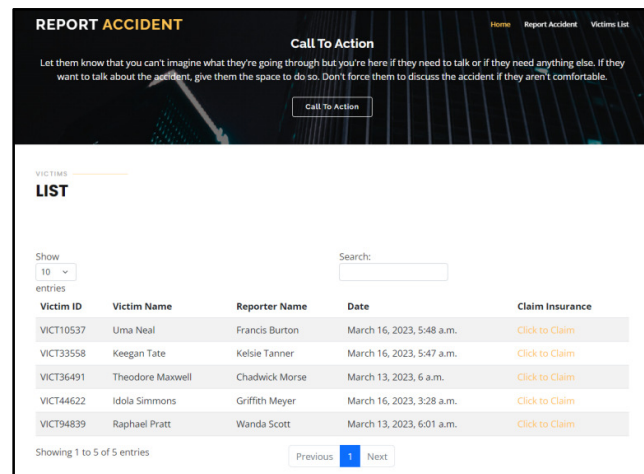 REPORT ACCIDENT
Home Report Accident Victims List
Call To Action
Let them know that you can't imagine what they're going through but you're here if they need to talk or if they need anything else. If they
want to talk about the accident, give them the space to do so. Don't force them to discuss the accident if they aren't comfortable.
Call To Action
VICTIMS
LIST
Show
10
entries
Search:
Victim ID Victim Name Reporter Name Date Claim Insurance
VICT10537 Uma Neal Francis Burton March 16, 2023, 5:48 a.m. Click to Claim
VICT33558 Keegan Tate Kelsie Tanner March 16, 2023, 5:47 a.m. Click to Claim
VICT36491 Theodore Maxwell Chadwick Morse March 13, 2023, 6 a.m. Click to Claim
VICT44622 Idola Simmons Griffith Meyer March 16, 2023, 3:28 a.m. Click to Claim
VICT94839 Raphael Pratt Wanda Scott March 13, 2023, 6:01 a.m. Click to Claim
Showing 1 to 5 of 5 entries
Previous 1 Next